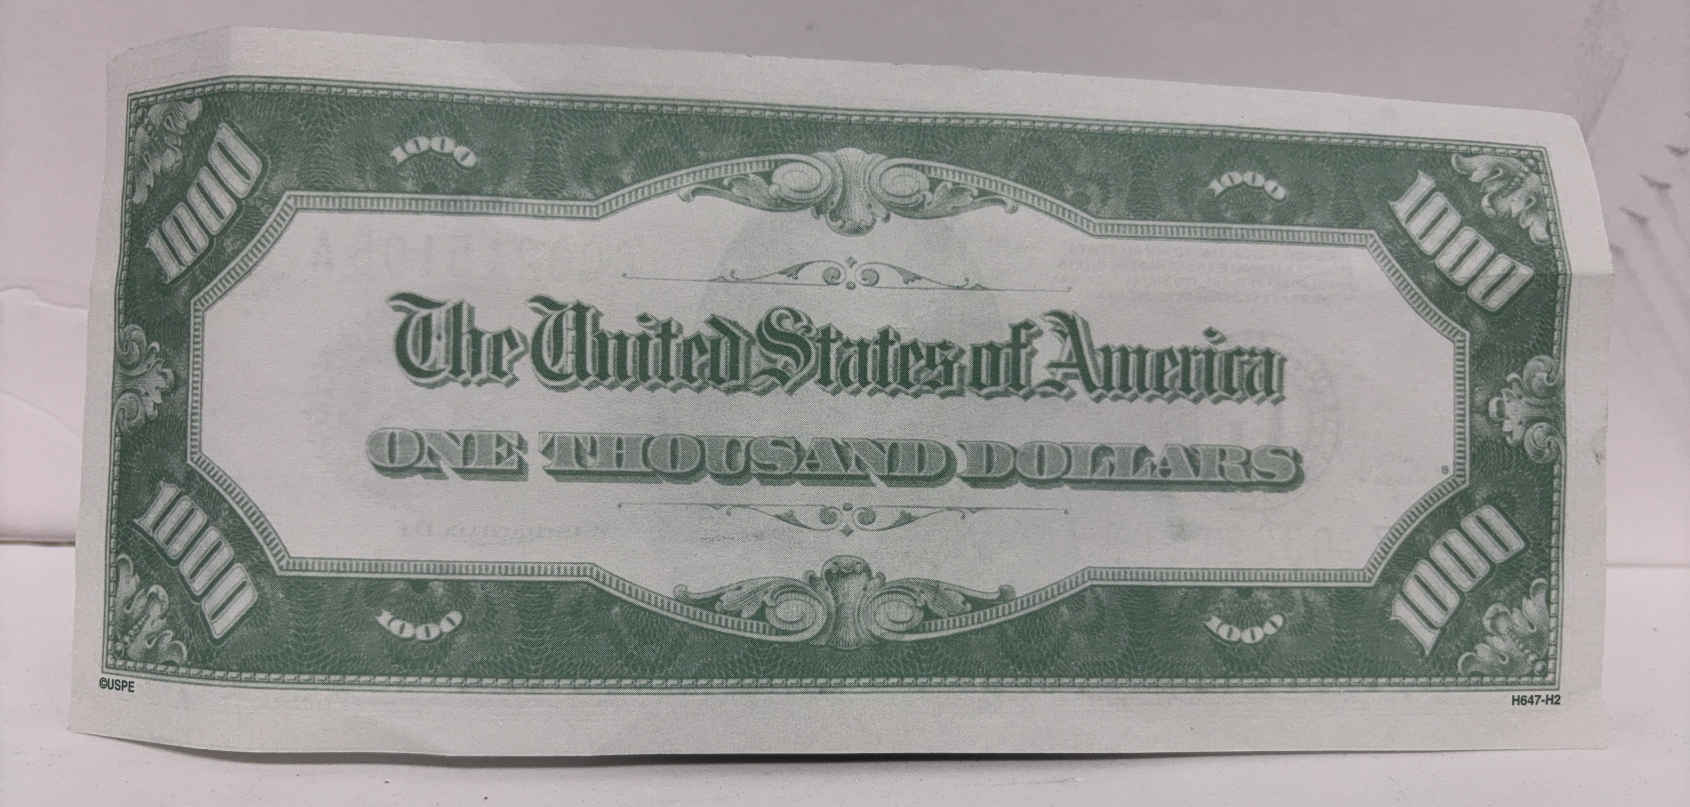 1000 1000 1000 1000
The United States of America
ONE THOUSAND DOLLARS
1000 1000 1000 1000
©USPE H647-H2